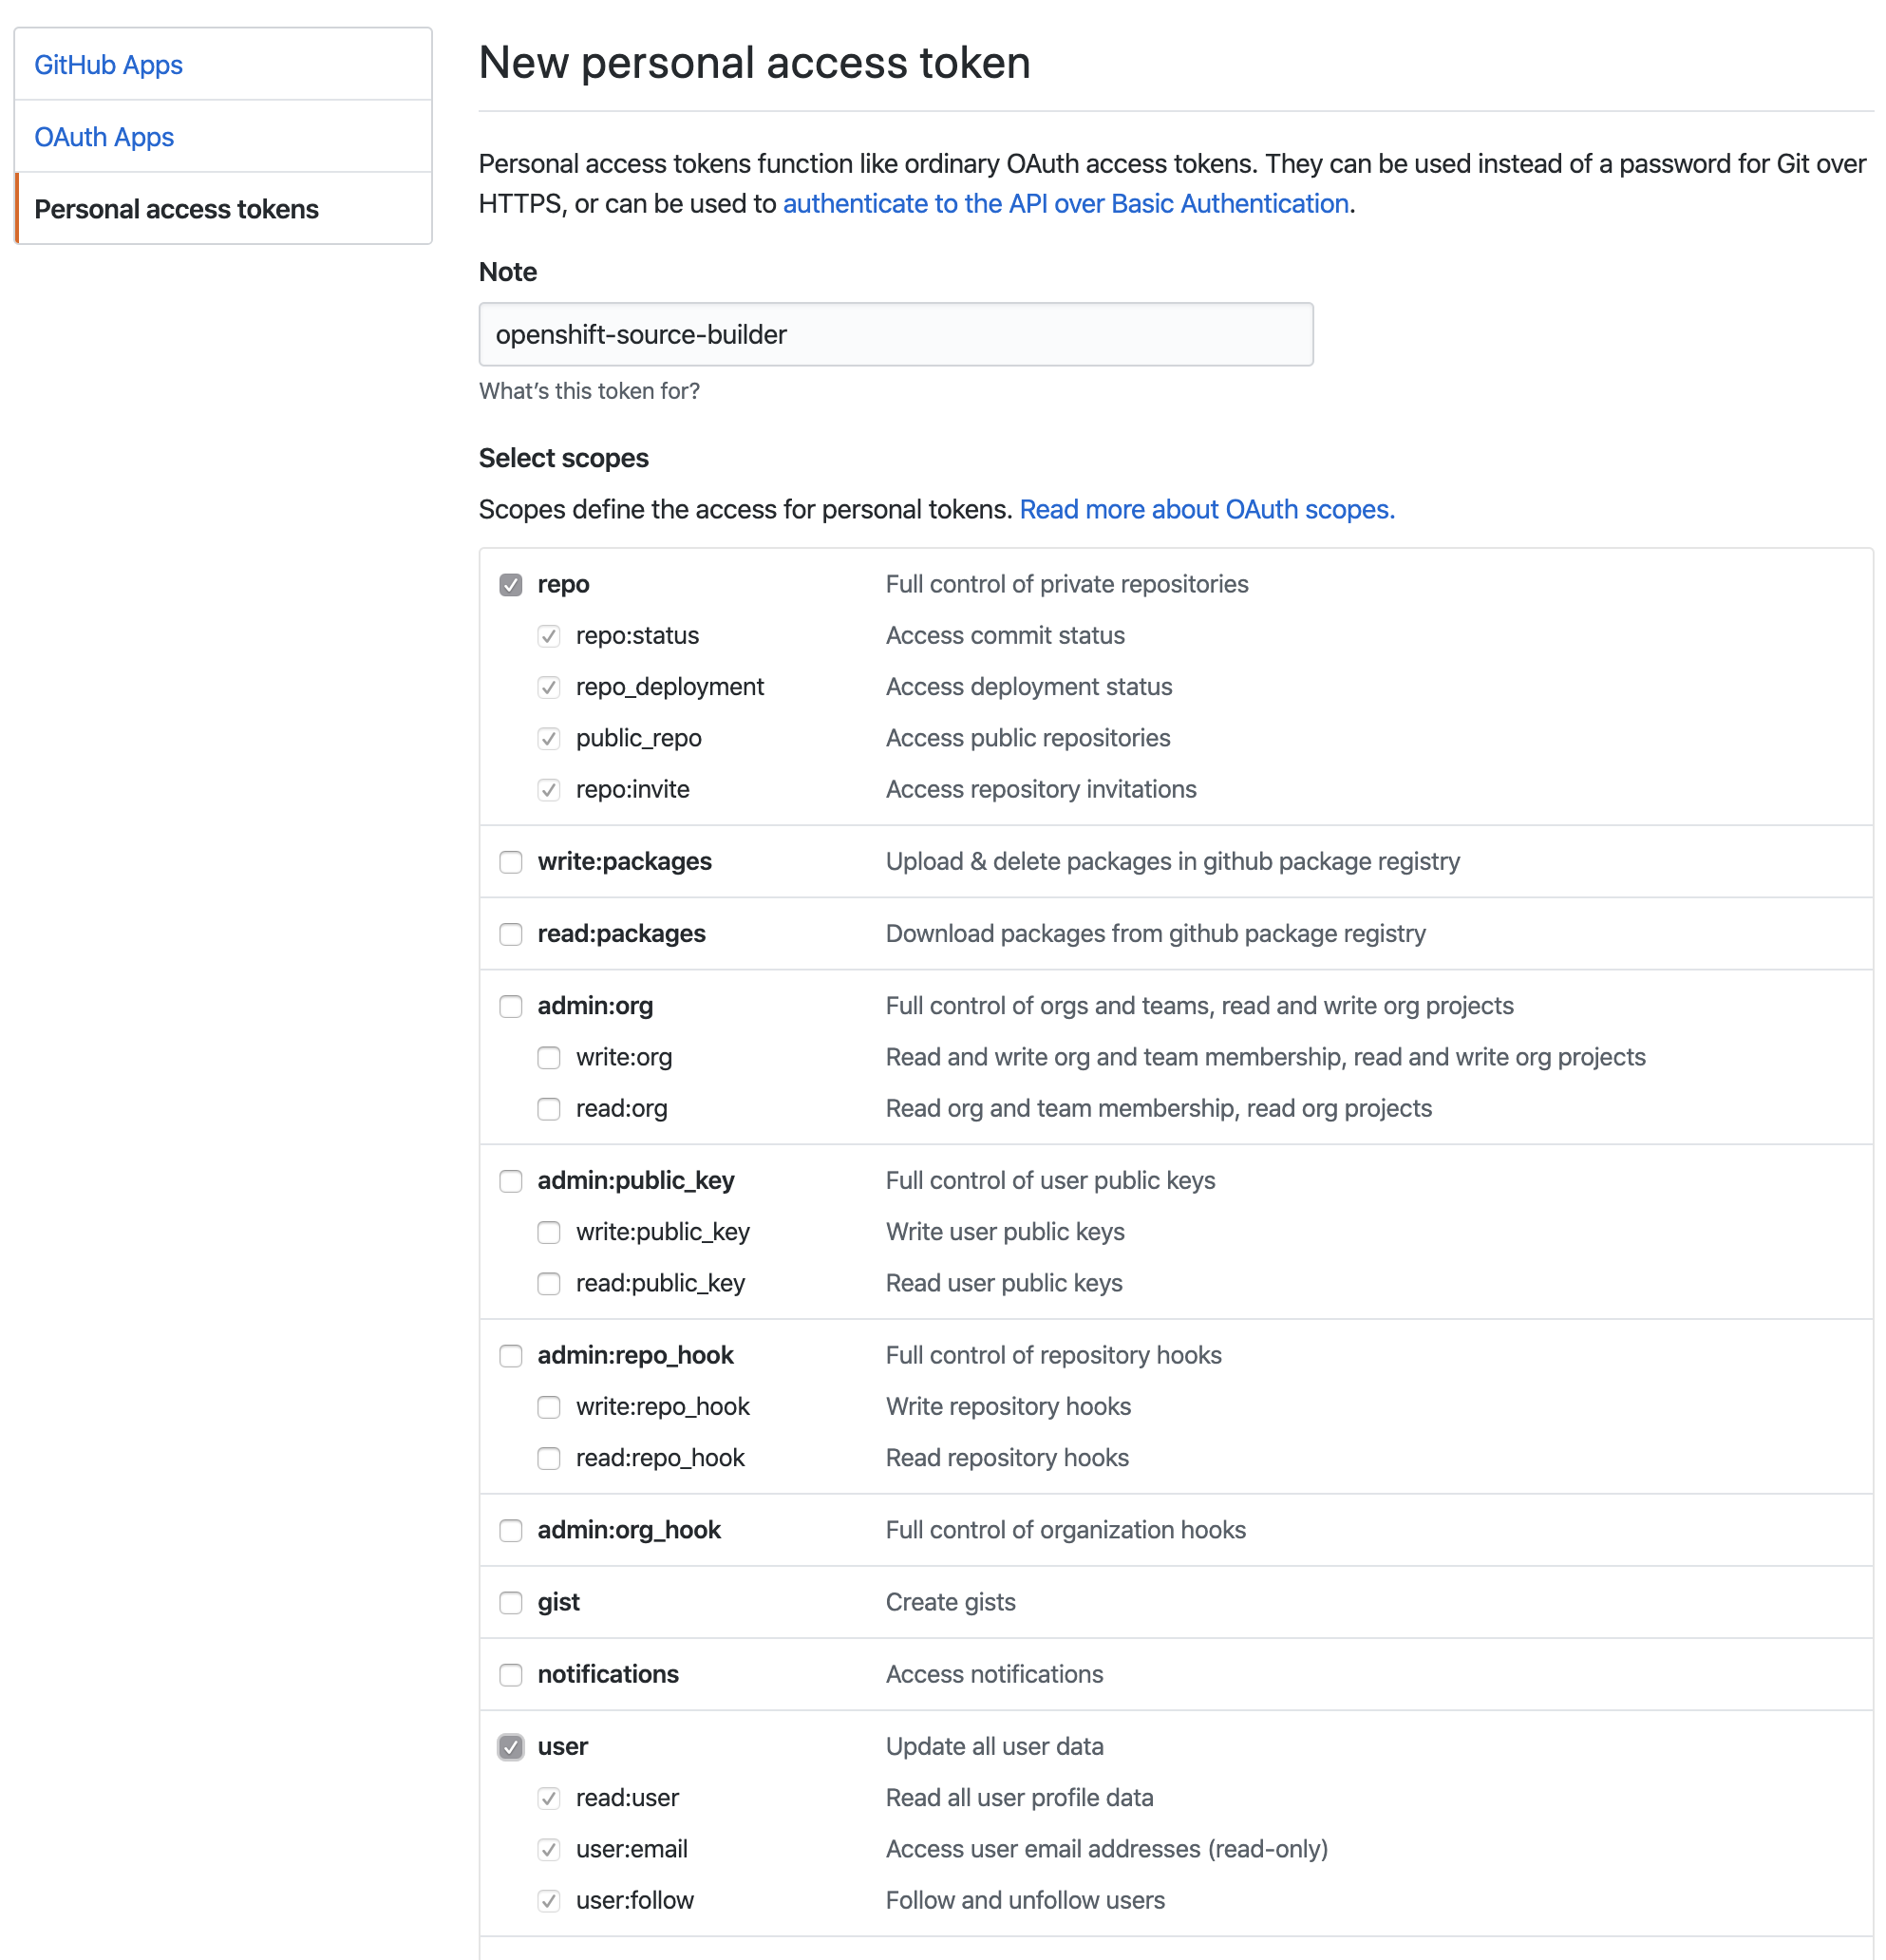 GitHub Apps
OAuth Apps
Personal access tokens
New personal access token
Personal access tokens function like ordinary OAuth access tokens. They can be used instead of a password for Git over
HTTPS, or can be used to authenticate to the API over Basic Authentication.
Note
openshift-source-builder
What’s this token for?
Select scopes
Scopes define the access for personal tokens. Read more about OAuth scopes.
repo Full control of private repositories
repo:status Access commit status
repo_deployment Access deployment status
public_repo Access public repositories
repo:invite Access repository invitations
write:packages Upload & delete packages in github package registry
read:packages Download packages from github package registry
admin:org Full control of orgs and teams, read and write org projects
write:org Read and write org and team membership, read and write org projects
read:org Read org and team membership, read org projects
admin:public_key Full control of user public keys
write:public_key Write user public keys
read:public_key Read user public keys
admin:repo_hook Full control of repository hooks
write:repo_hook Write repository hooks
read:repo_hook Read repository hooks
admin:org_hook Full control of organization hooks
gist Create gists
notifications Access notifications
user Update all user data
read:user Read all user profile data
user:email Access user email addresses (read-only)
user:follow Follow and unfollow users